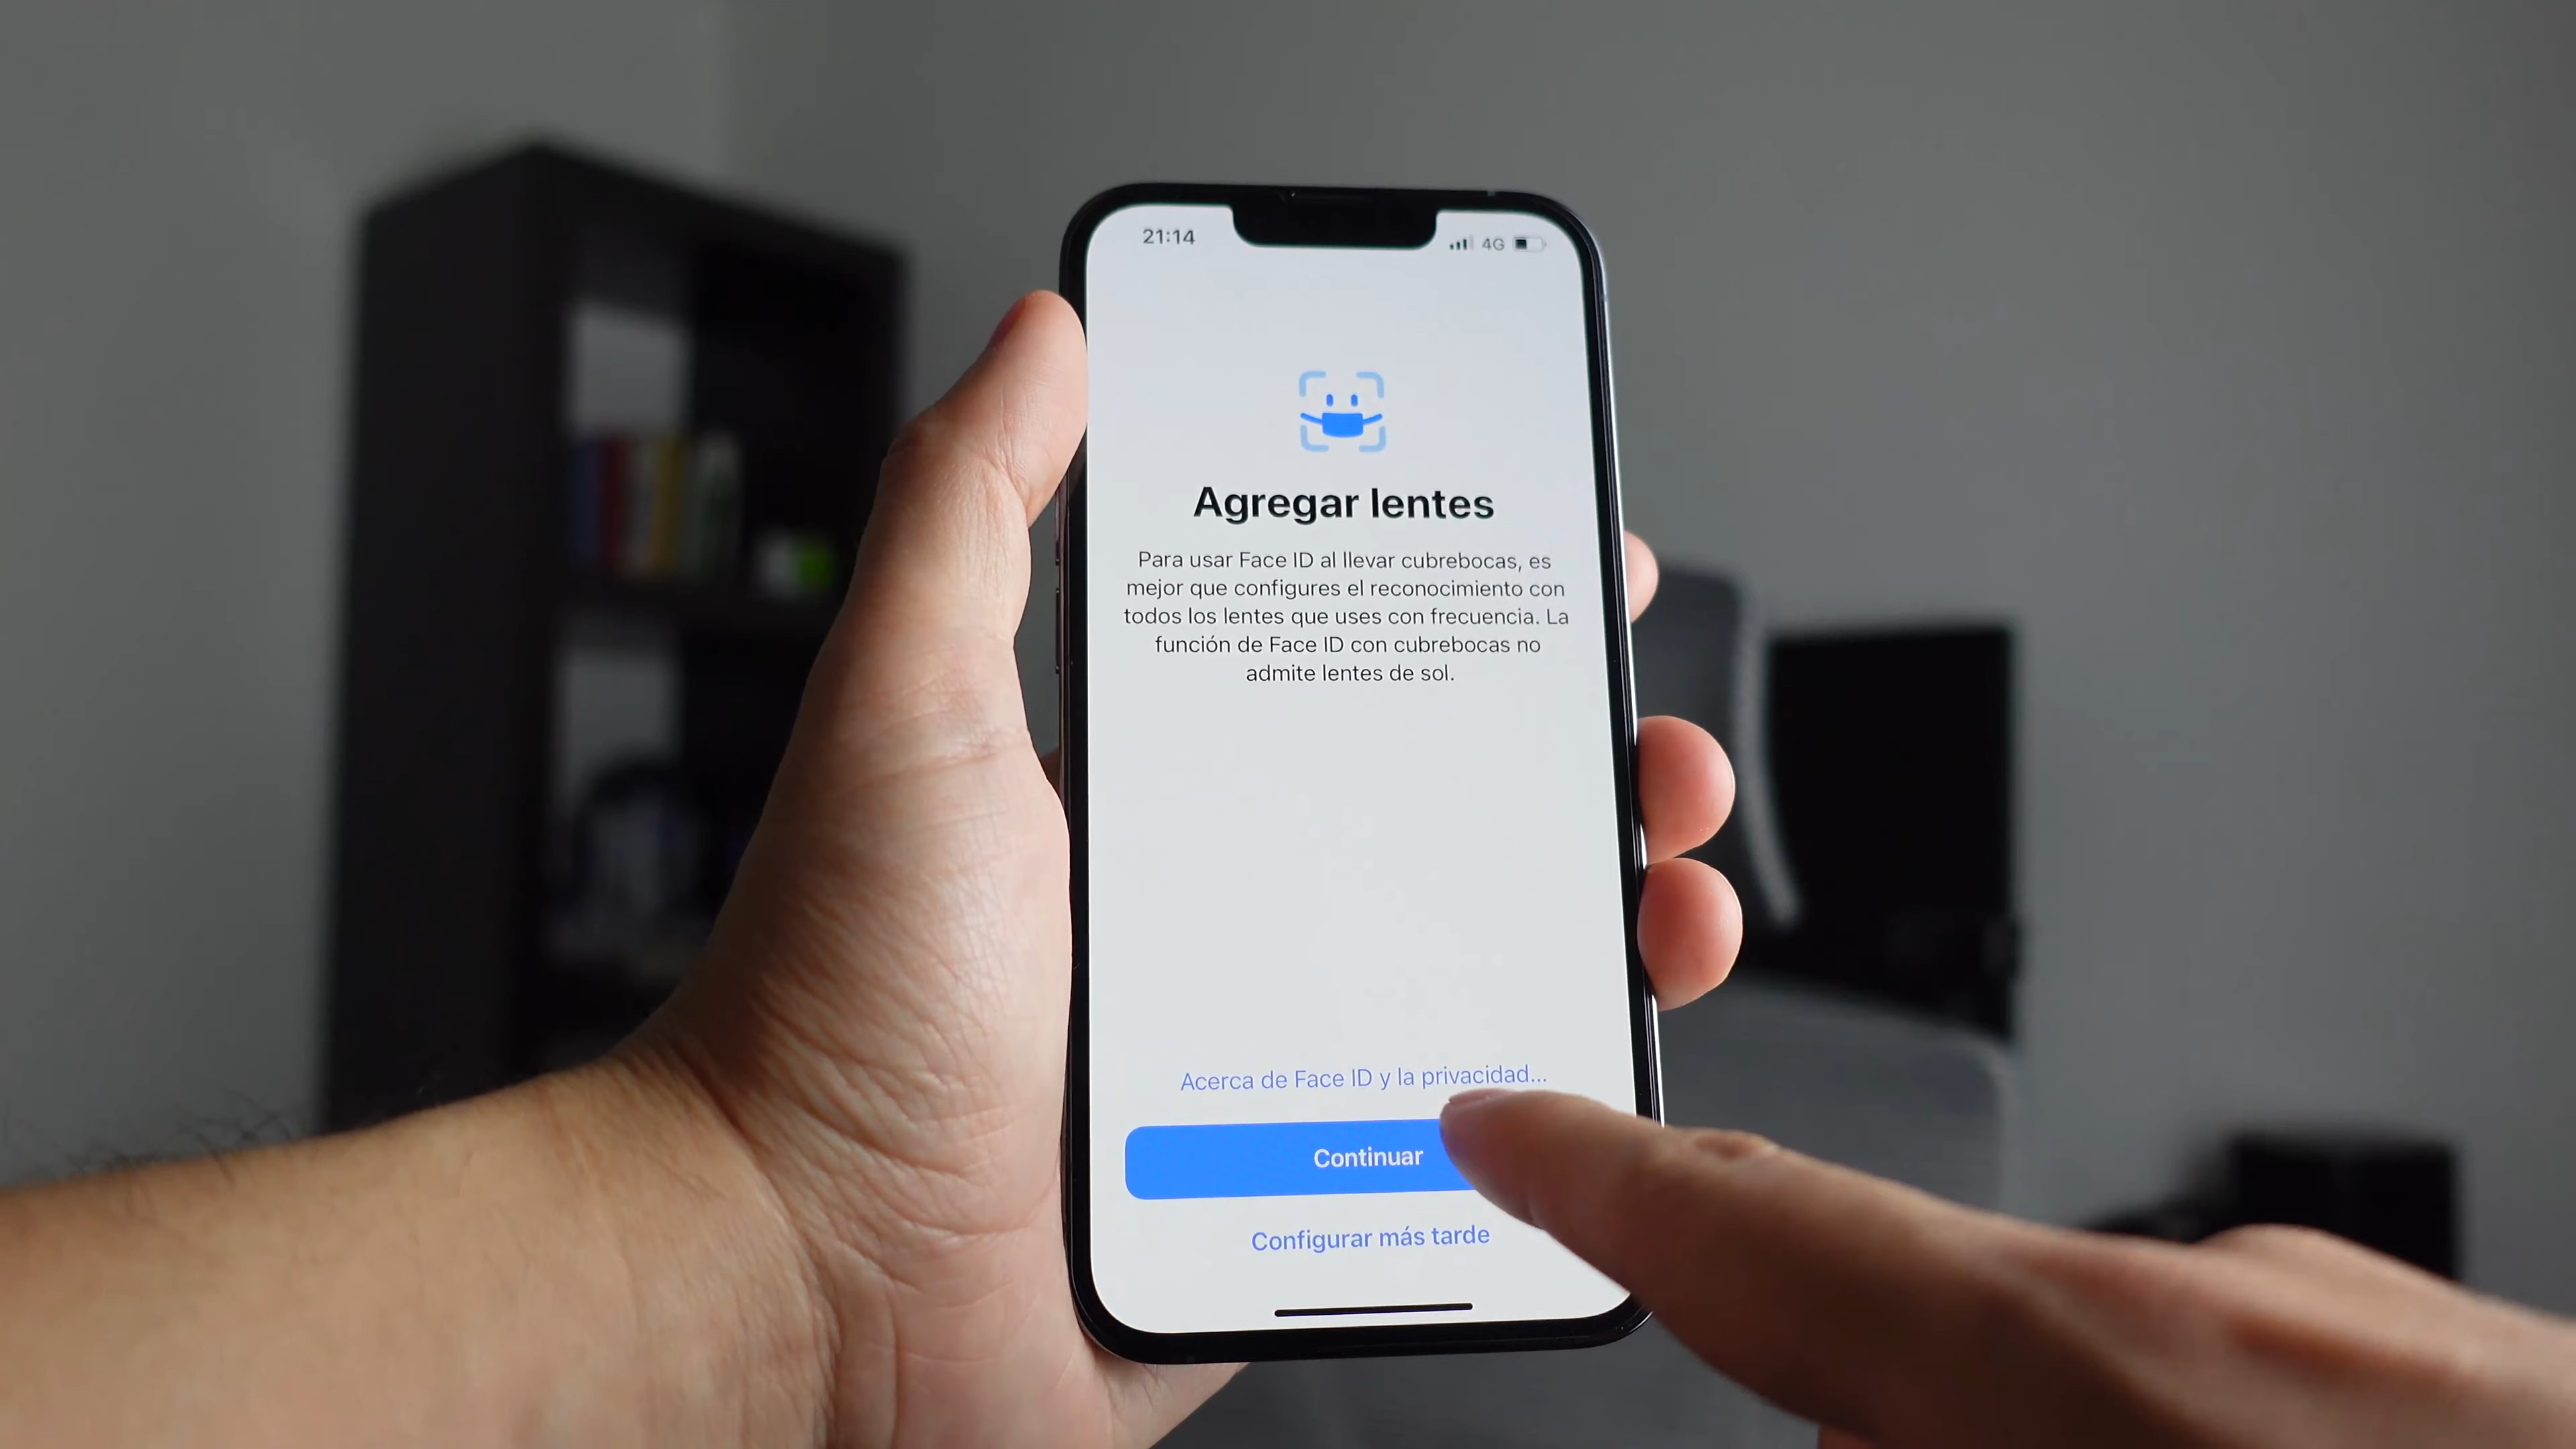 21:14
4G
Agregar lentes
Para usar Face ID al llevar cubrebocas, es
mejor que configures el reconocimiento con
todos los lentes que uses con frecuencia. La
función de Face ID con cubrebocas no
admite lentes de sol.
Acerca de Face ID y la privacidad...
Continuar
Configurar más tarde